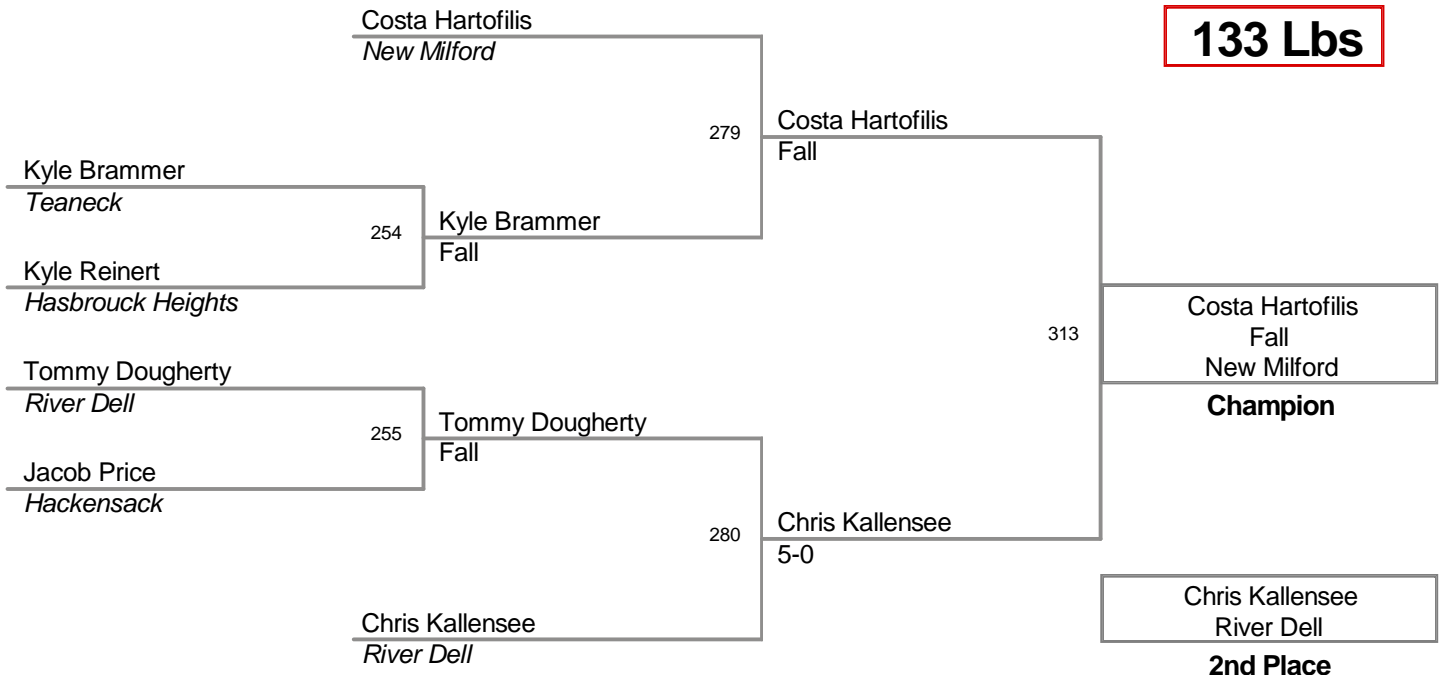 Costa Hartofilis
New Milford
133 Lbs
279
Costa Hartofilis
Fall
Kyle Brammer
Teaneck
254
Kyle Brammer
Fall
Kyle Reinert
Hasbrouck Heights
313
Costa Hartofilis
Fall
New Milford
Champion
Tommy Dougherty
River Dell
255
Tommy Dougherty
Fall
Jacob Price
Hackensack
280
Chris Kallensee
5-0
Chris Kallensee
River Dell
Chris Kallensee
River Dell
2nd Place